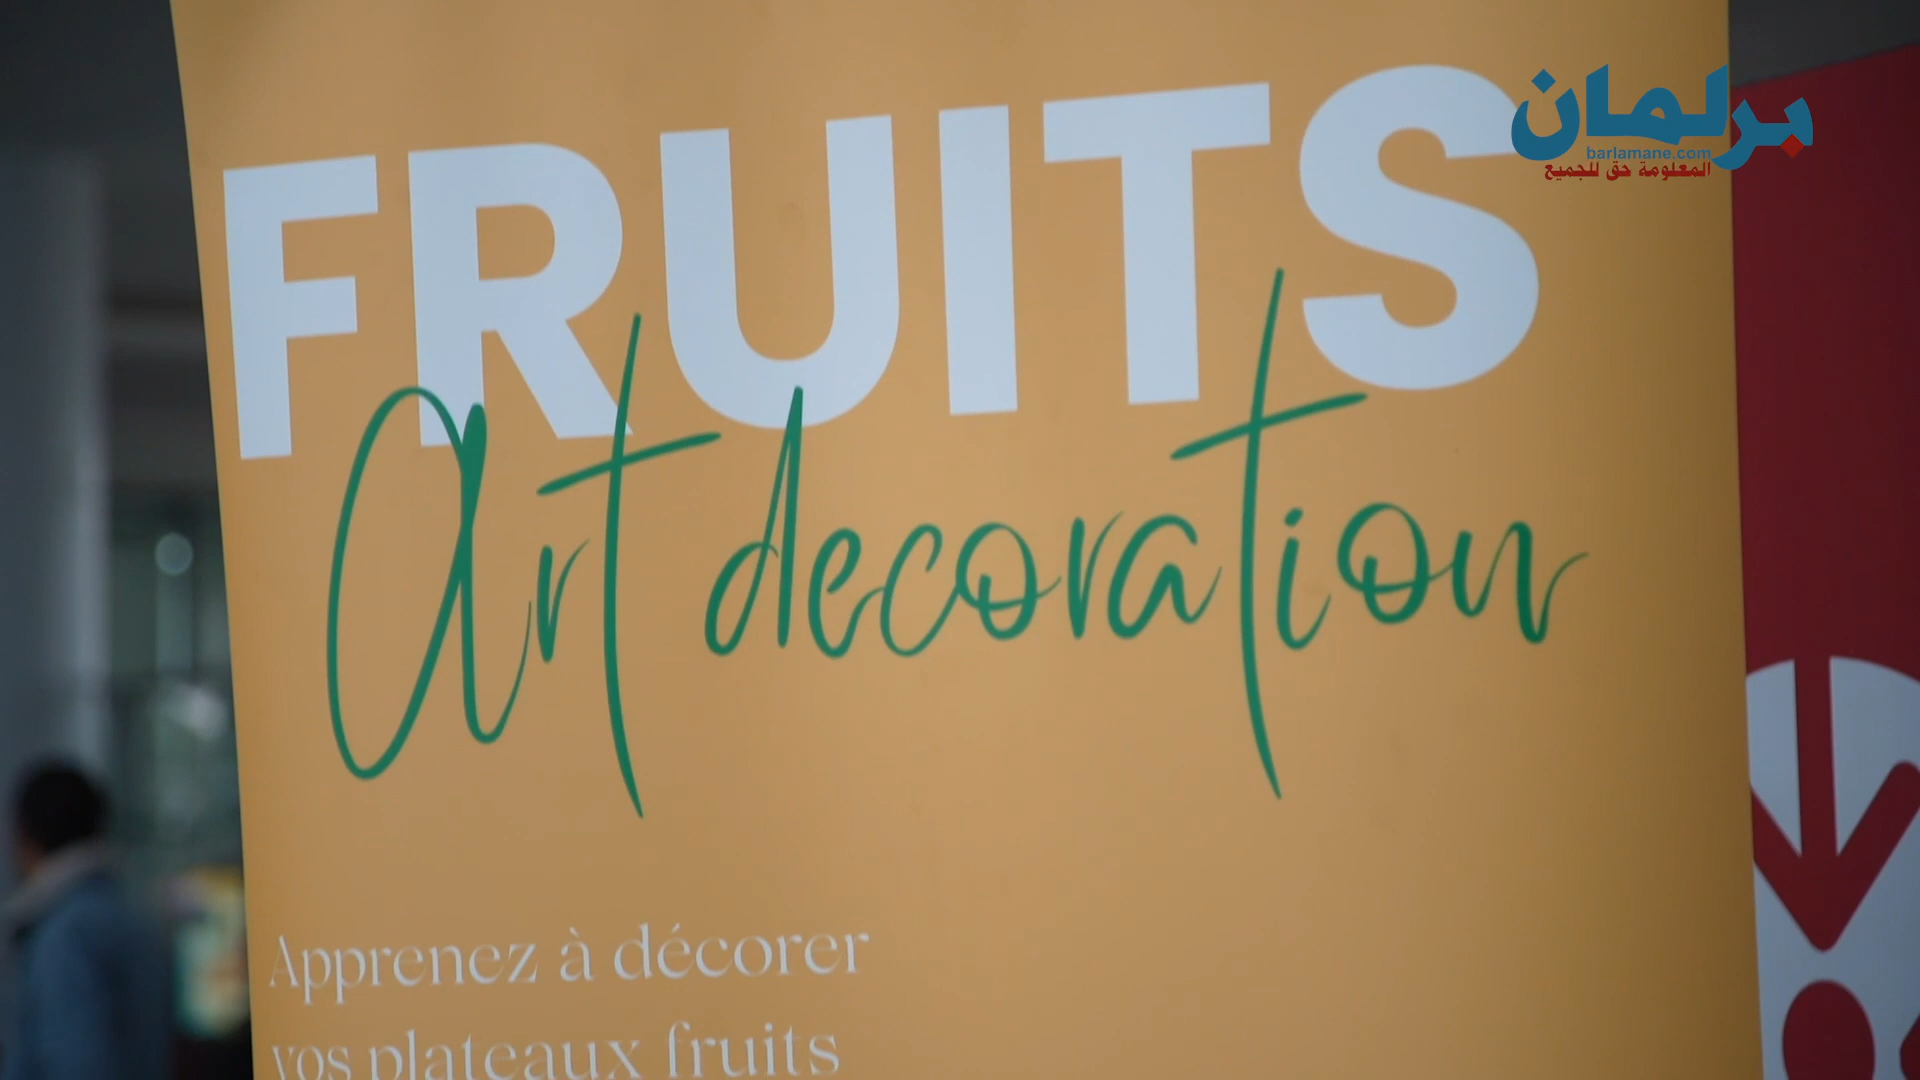 FRUITS
Art decoration
Apprenez à décorer
vos plateaux fruits
برلمان
barlamane.com
المعلومة حق للجميع